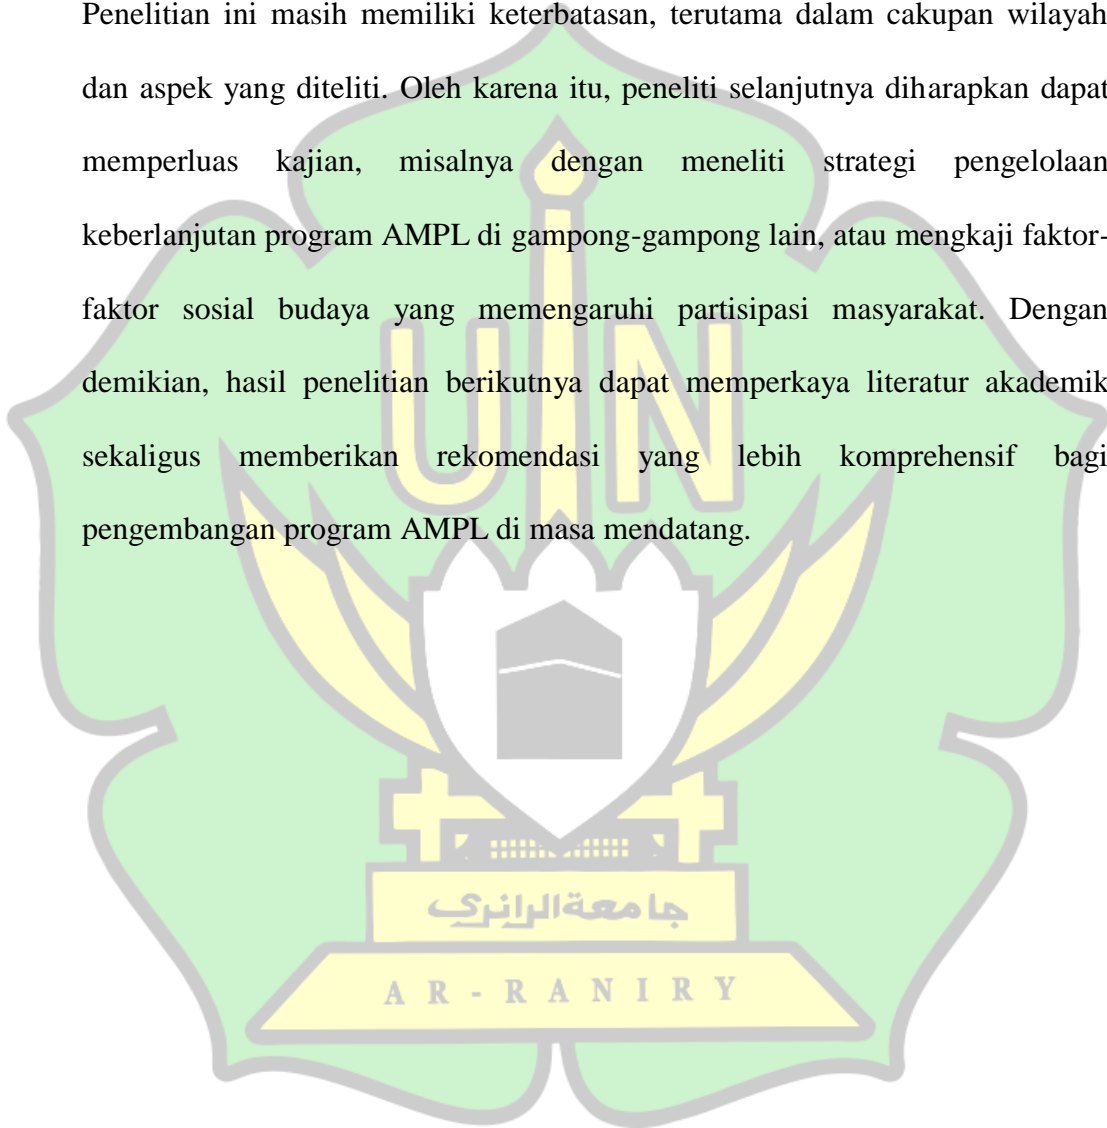 Penelitian ini masih memiliki keterbatasan, terutama dalam cakupan wilayah
dan aspek yang diteliti. Oleh karena itu, peneliti selanjutnya diharapkan dapat
memperluas kajian, misalnya dengan meneliti strategi pengelolaan
keberlanjutan program AMPL di gampong-gampong lain, atau mengkaji faktor-
faktor sosial budaya yang memengaruhi partisipasi masyarakat. Dengan
demikian, hasil penelitian berikutnya dapat memperkaya literatur akademik
sekaligus memberikan rekomendasi yang lebih komprehensif bagi
pengembangan program AMPL di masa mendatang.
UIN
جامعة الرانري
AR-RANIRY